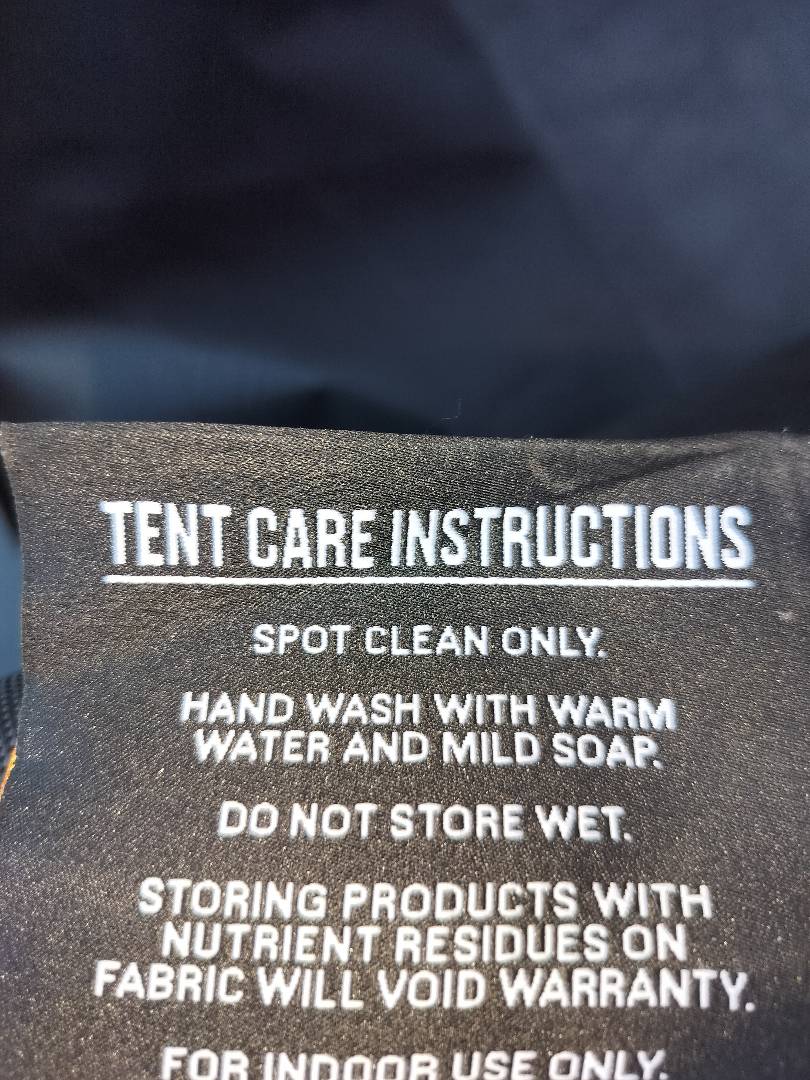 TENT CARE INSTRUCTIONS
SPOT CLEAN ONLY.
HAND WASH WITH WARM
WATER AND MILD SOAP.
DO NOT STORE WET.
STORING PRODUCTS WITH
NUTRIENT RESIDUES ON
FABRIC WILL VOID WARRANTY.
FOR INDOOR USE ONLY.